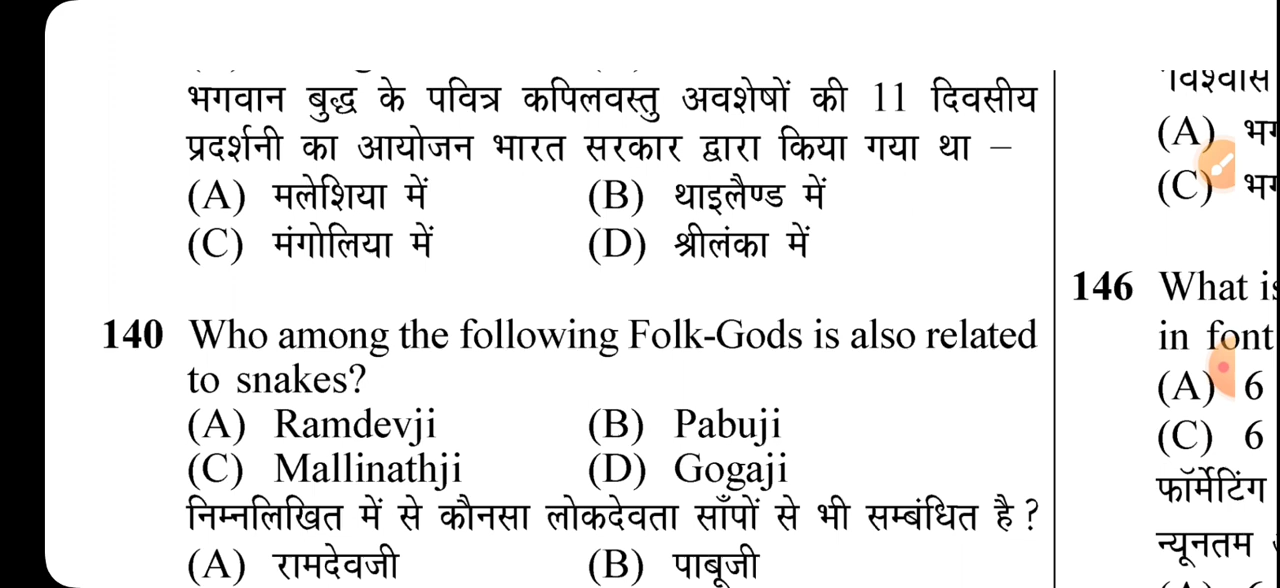 भगवान बुद्ध के पवित्र कपिलवस्तु अवशेषों की 11 दिवसीय
प्रदर्शनी का आयोजन भारत सरकार द्वारा किया गया था –
(A) मलेशिया में (B) थाइलैण्ड में
(C) मंगोलिया में (D) श्रीलंका में
140 Who among the following Folk-Gods is also related
to snakes?
(A) Ramdevji (B) Pabuji
(C) Mallinathji (D) Gogaji
निम्नलिखित में से कौनसा लोकदेवता साँपों से भी सम्बंधित है ?
(A) रामदेवजी (B) पाबूजी
(A)
(C)
146 What is
in font
(A) 6
(C) 6
फॉर्मेटिंग
न्यूनतम